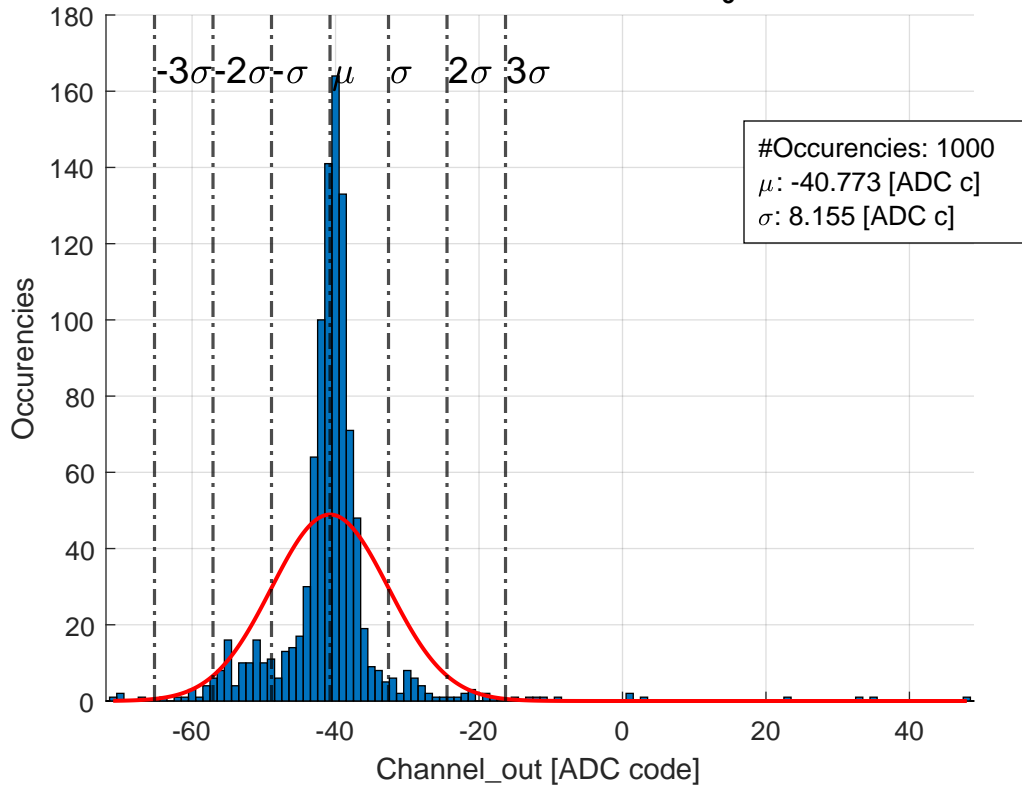 180
160
140
120
100
80
60
40
20
0
Occurencies
-3σ -2σ -σ μ σ 2σ 3σ
#Occurencies: 1000
μ: -40.773 [ADC c]
σ: 8.155 [ADC c]
-60 -40 -20 0 20 40
Channel_out [ADC code]